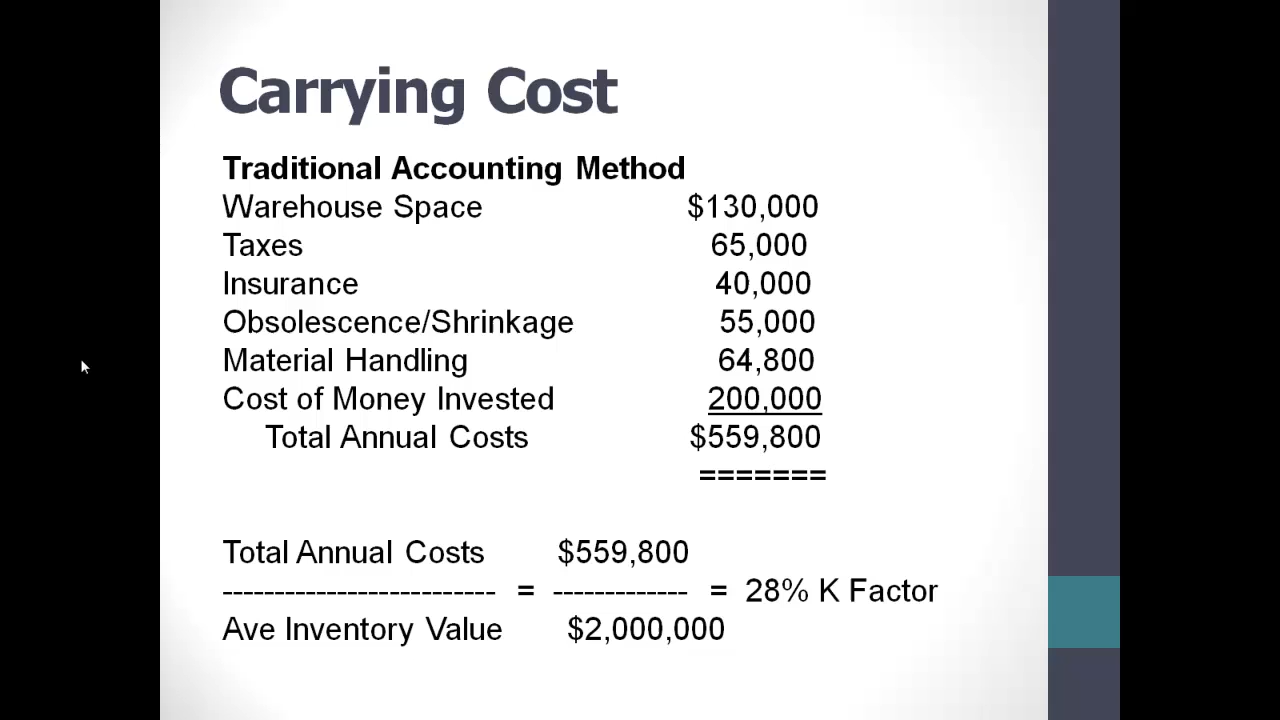 Carrying Cost
Traditional Accounting Method
Warehouse Space $130,000
Taxes 65,000
Insurance 40,000
Obsolescence/Shrinkage 55,000
Material Handling 64,800
Cost of Money Invested 200,000
Total Annual Costs $559,800
=======
Total Annual Costs $559,800
-------------------------- = ------------- = 28% K Factor
Ave Inventory Value $2,000,000